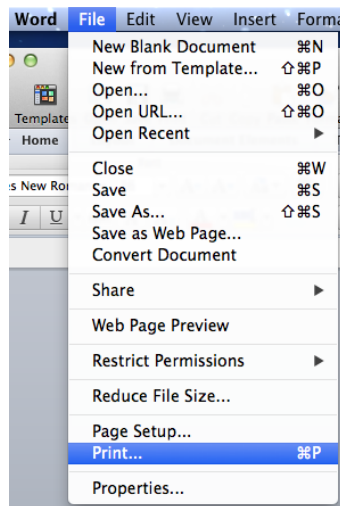 Word File Edit View Insert Forma
New Blank Document ⌘N
New from Template... ⇧⌘P
Open... ⌘O
Open URL... ⇧⌘O
Open Recent ▶
Close ⌘W
Save ⌘S
Save As... ⇧⌘S
Save as Web Page...
Convert Document
Share ▶
Web Page Preview
Restrict Permissions ▶
Reduce File Size...
Page Setup...
Print... ⌘P
Properties...
Template
Home
s New Ro
I U